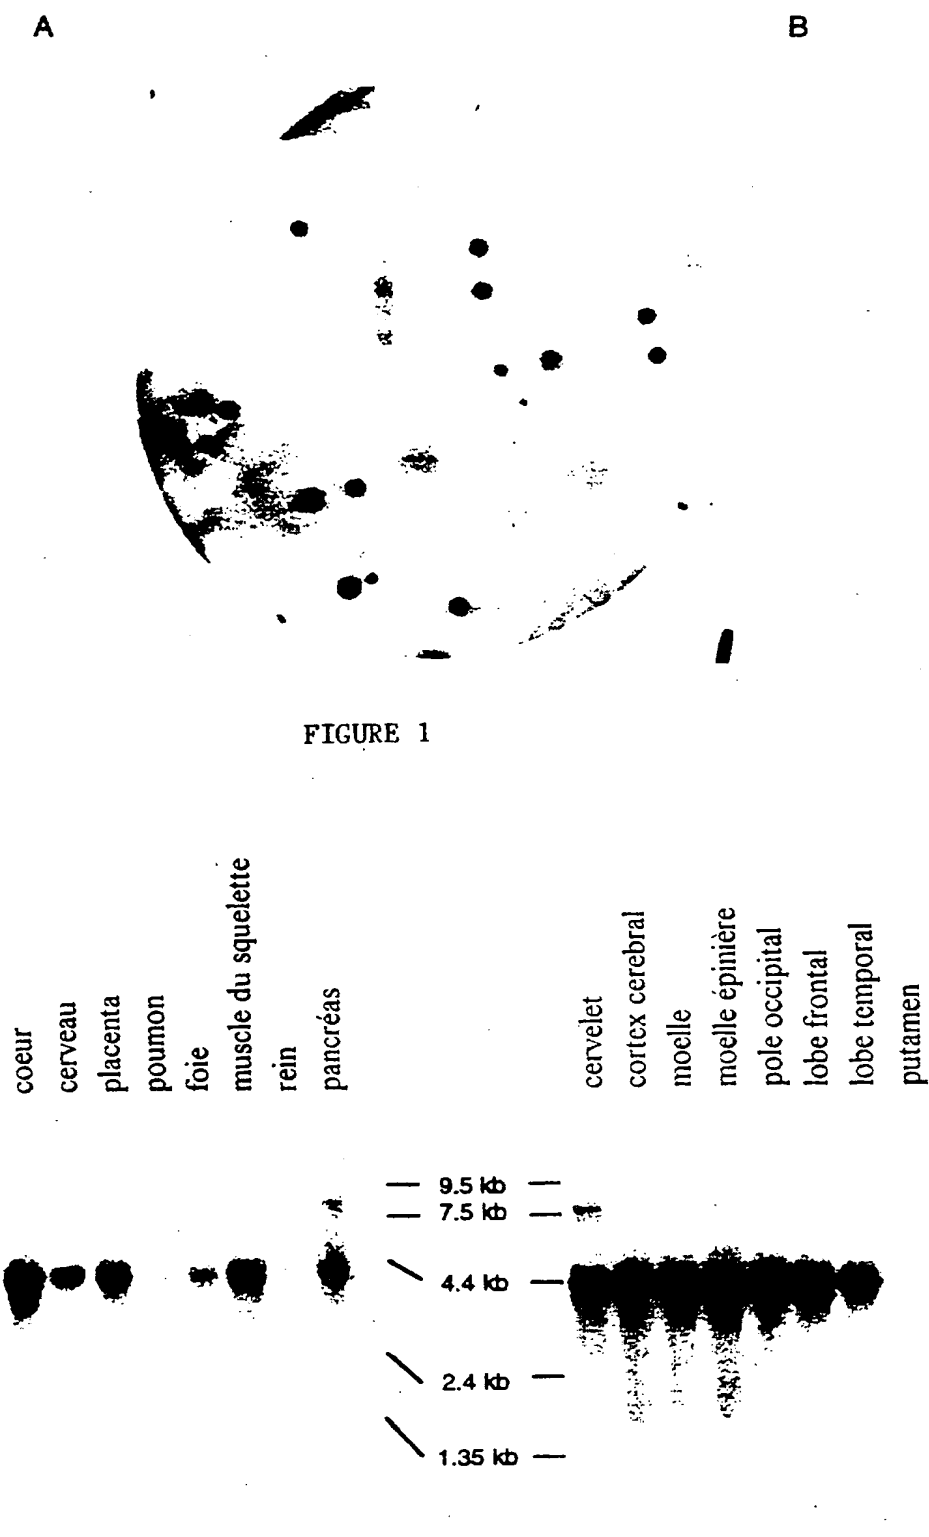 A
B
FIGURE 1
coeur
cerveau
placenta
poumon
foie
muscle du squelette
rein
pancréas
cervelet
cortex cerebral
moelle
moelle épinière
pole occipital
lobe frontal
lobe temporal
putamen
9.5 kb
7.5 kb
4.4 kb
2.4 kb
1.35 kb